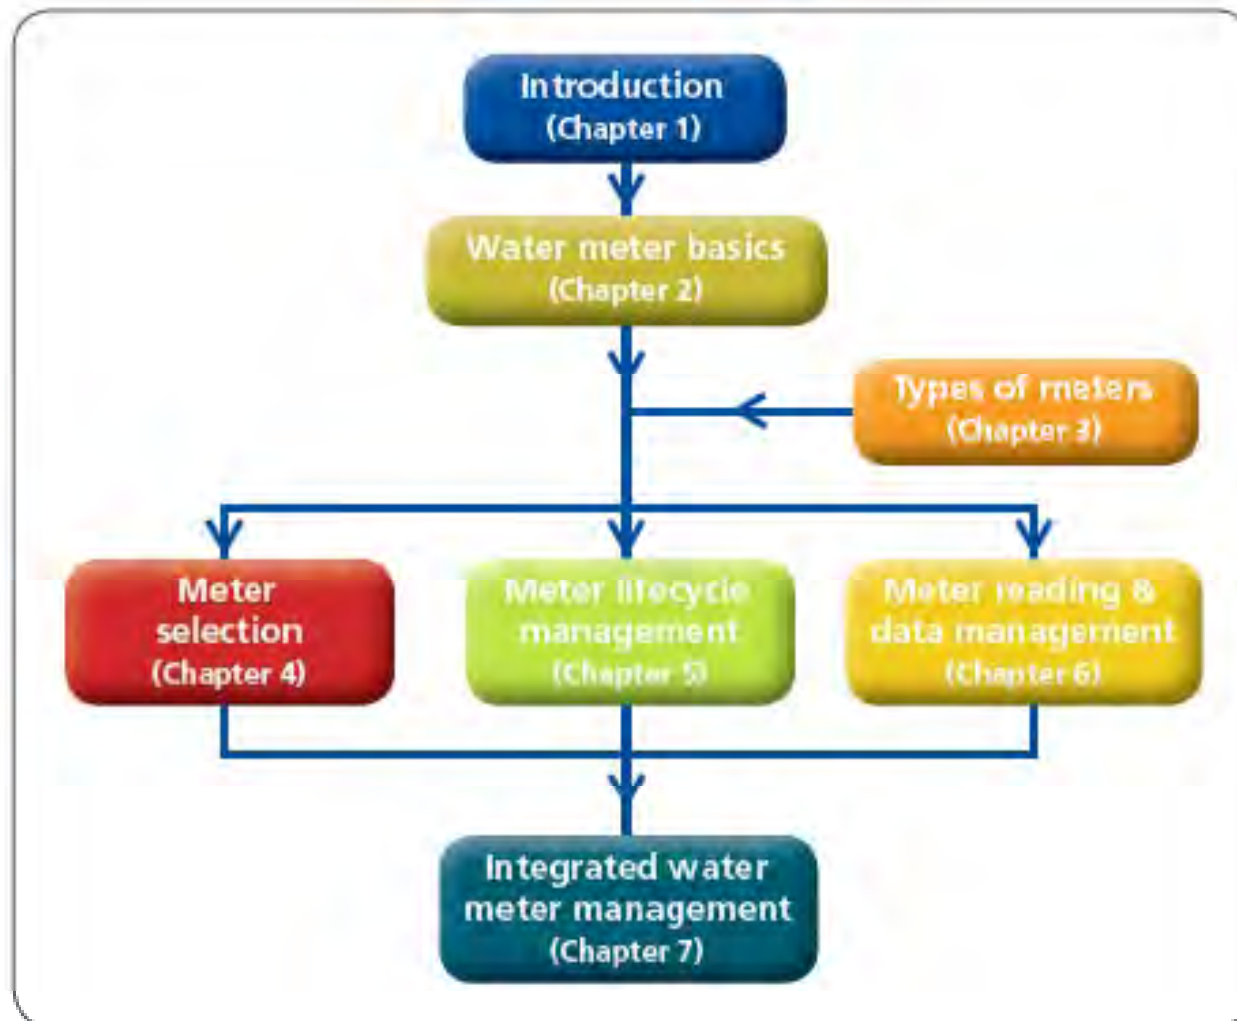 Introduction
(Chapter 1)
Water meter basics
(Chapter 2)
Types of meters
(Chapter 3)
Meter
selection
(Chapter 4)
Meter lifecycle
management
(Chapter 5)
Meter reading &
data management
(Chapter 6)
Integrated water
meter management
(Chapter 7)